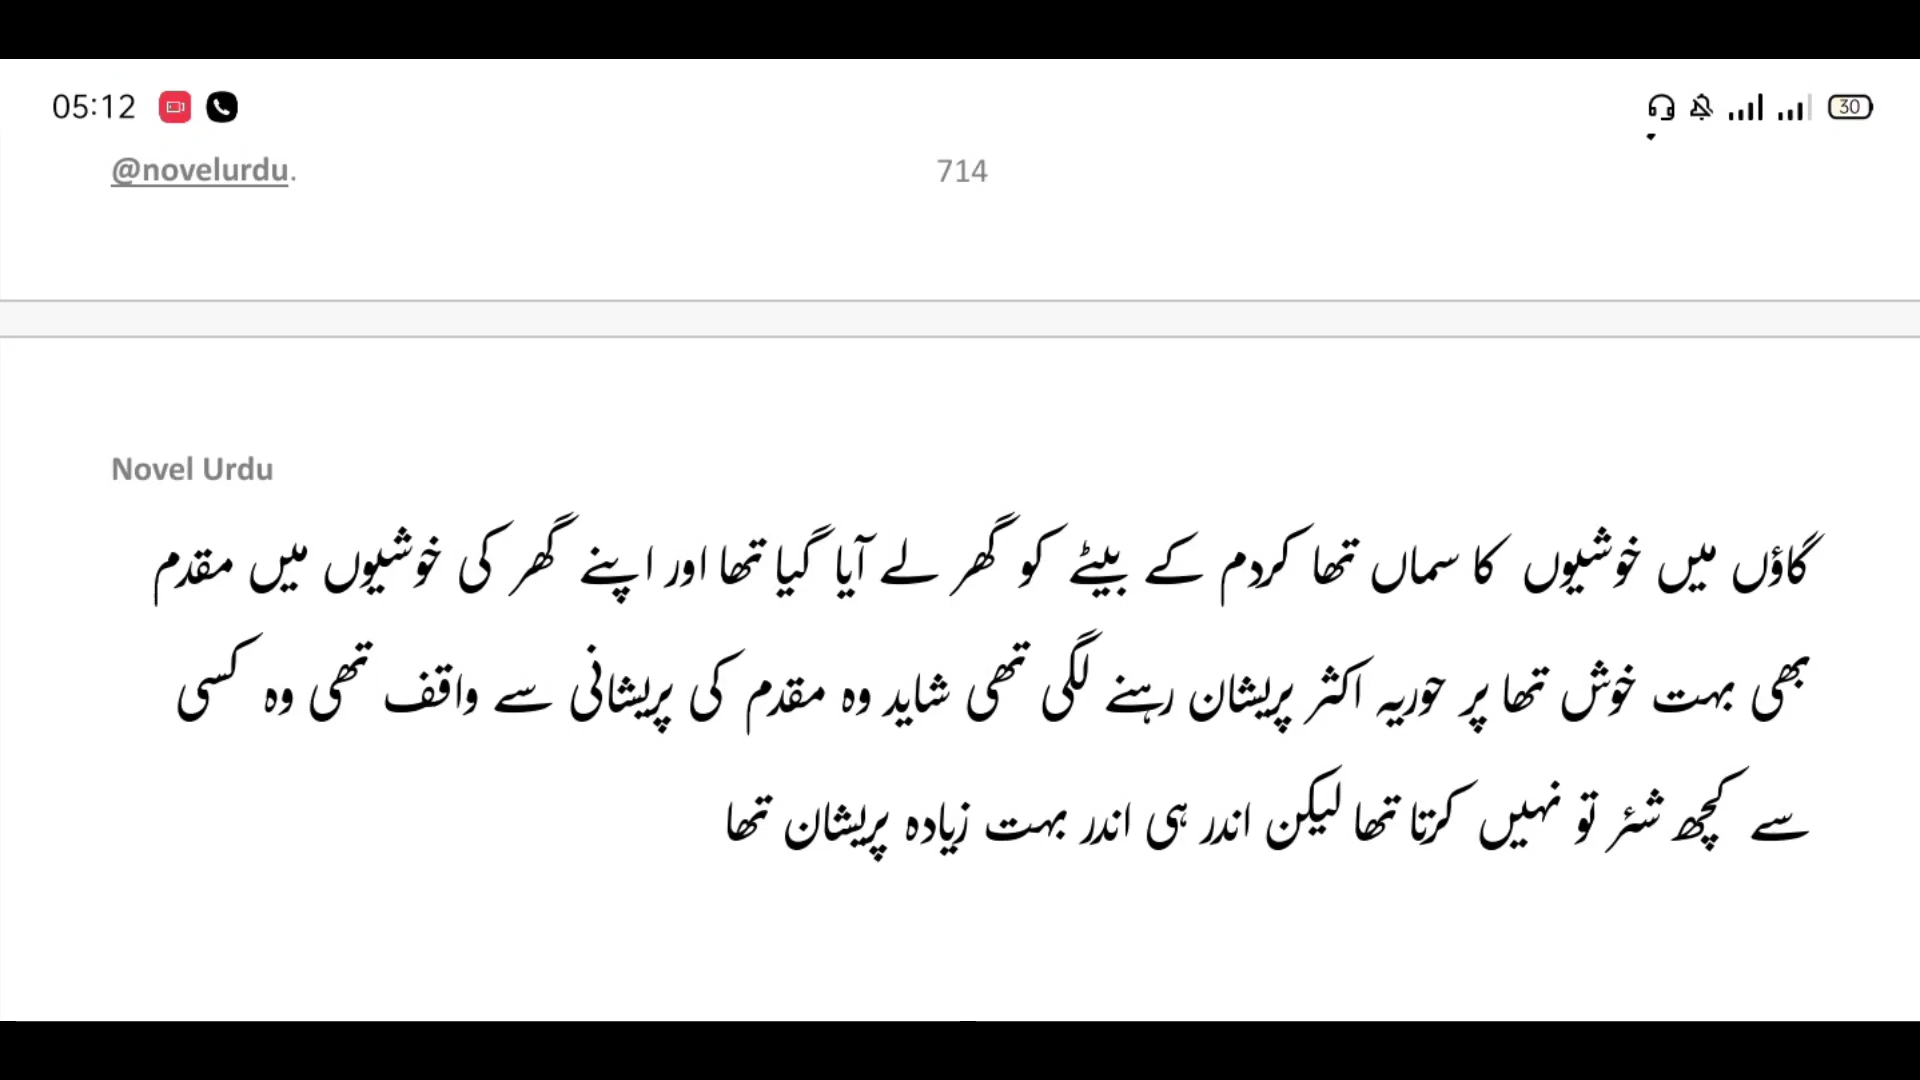 05:12
30
@novelurdu.
714
Novel Urdu
گاؤں میں خوشیوں کا سماں تھا کردم کے بیٹے کو گھر لے آیا گیا تھا اور اپنے گھر کی خوشیوں میں مقدم
بھی بہت خوش تھا پر حوریہ اکثر پریشان رہنے لگی تھی شاید وہ مقدم کی پریشانی سے واقف تھی وہ کسی
سے کچھ شئر تو نہیں کرتا تھا لیکن اندر ہی اندر بہت زیادہ پریشان تھا